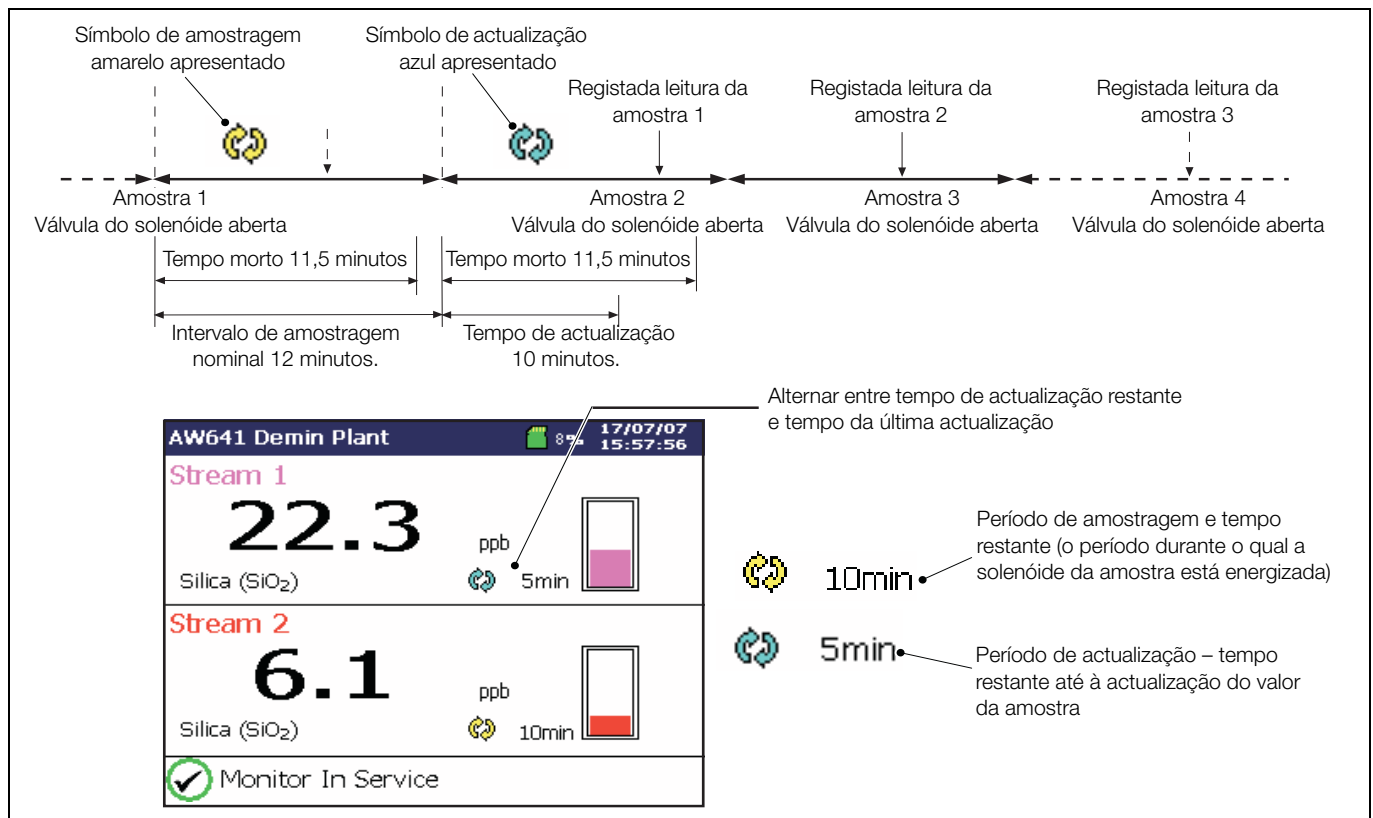 Símbolo de amostragem
amarelo apresentado
Símbolo de actualização
azul apresentado
Registada leitura da
amostra 1
Registada leitura da
amostra 2
Registada leitura da
amostra 3
Amostra 1
Válvula do solenóide aberta
Amostra 2
Válvula do solenóide aberta
Amostra 3
Válvula do solenóide aberta
Amostra 4
Válvula do solenóide aberta
Tempo morto 11,5 minutos
Tempo morto 11,5 minutos
Intervalo de amostragem
nominal 12 minutos.
Tempo de actualização
10 minutos.
Alternar entre tempo de actualização restante
e tempo da última actualização
AW641 Demin Plant
8%
17/07/07
15:57:56
Stream 1
22.3
ppb
Silica (SiO₂)
5min
Stream 2
6.1
ppb
Silica (SiO₂)
10min
Monitor In Service
10min
Período de amostragem e tempo
restante (o período durante o qual a
solenóide da amostra está energizada)
5min
Período de actualização – tempo
restante até à actualização do valor
da amostra